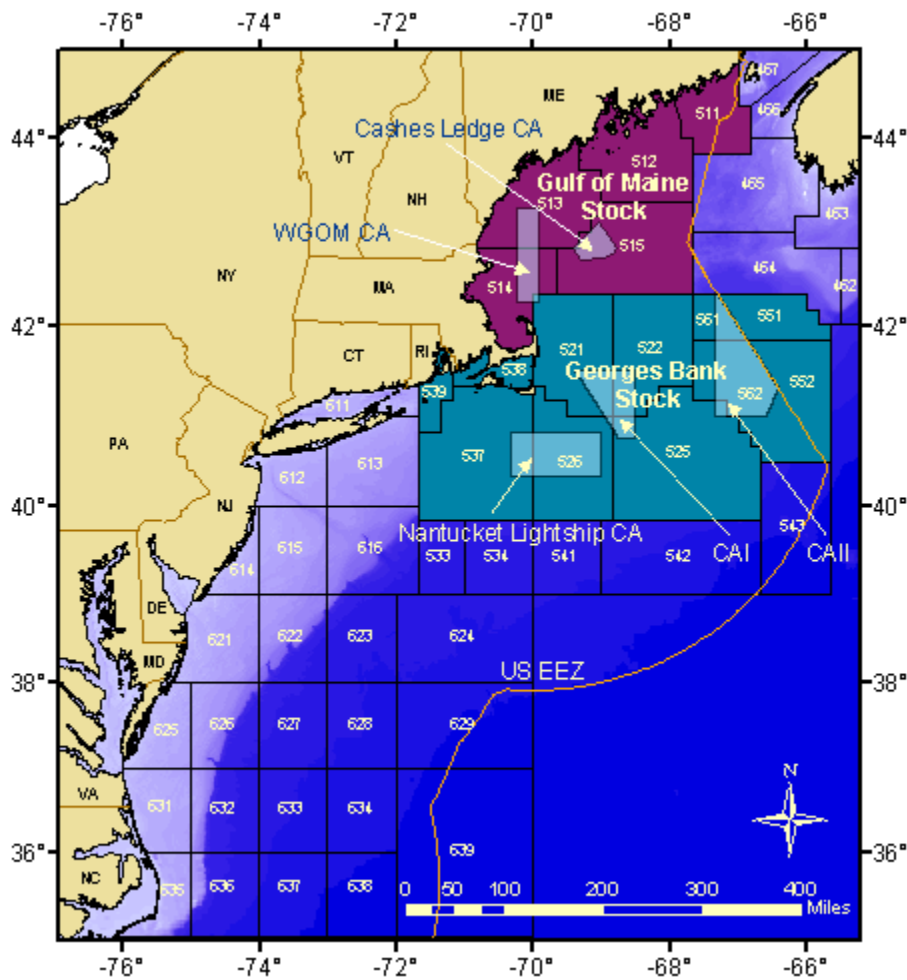 -76° -74° -72° -70° -68° -66°
467
ME
511
466
44°
44°
Cashes Ledge CA
VT
512
465
Gulf of Maine
513
Stock
NH
463
WGOM CA
515
464
462
NY
MA
514
42°
42°
561
551
CT
RI
538
521
522
Georges Bank
Stock
539
562
552
611
PA
537
526
525
613
612
NJ
40°
40°
Nantucket Lightship CA
CAI
CAII
543
615
616
533
534
541
542
614
DE
621
622
623
624
MD
US EEZ
38°
38°
625
626
627
628
629
N
VA
631
632
633
634
36°
36°
639
NC
635
636
637
638
0 50 100 200 300 400
Miles
-76° -74° -72° -70° -68° -66°